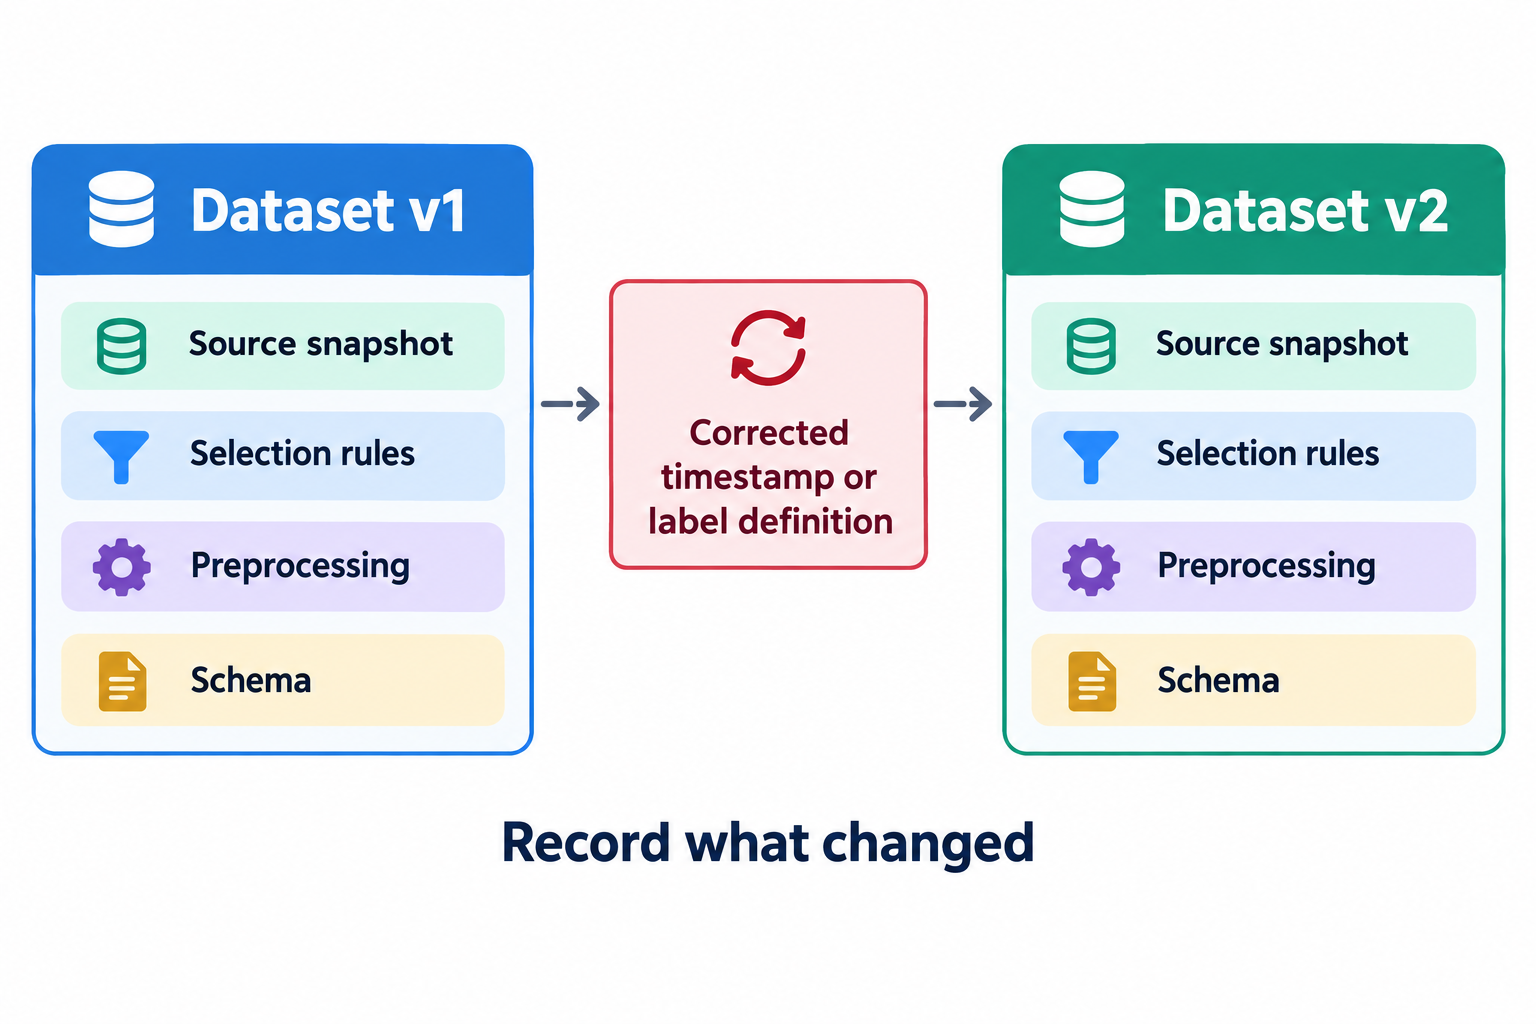 Dataset v1
Source snapshot
Selection rules
Preprocessing
Schema
Corrected
timestamp or
label definition
Dataset v2
Source snapshot
Selection rules
Preprocessing
Schema
Record what changed